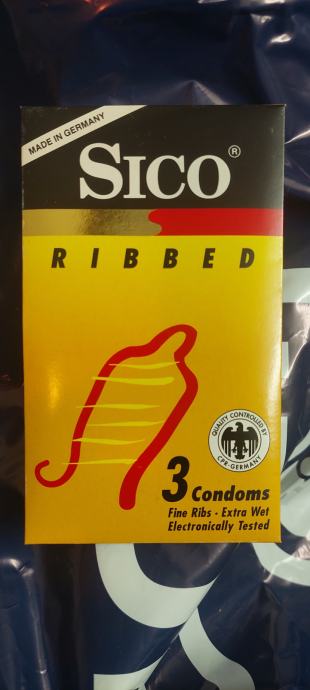 MADE IN GERMANY
SICO®
RIBBED
QUALITY CONTROLLED BY
CPR-GERMANY
3 Condoms
Fine Ribs · Extra Wet
Electronically Tested